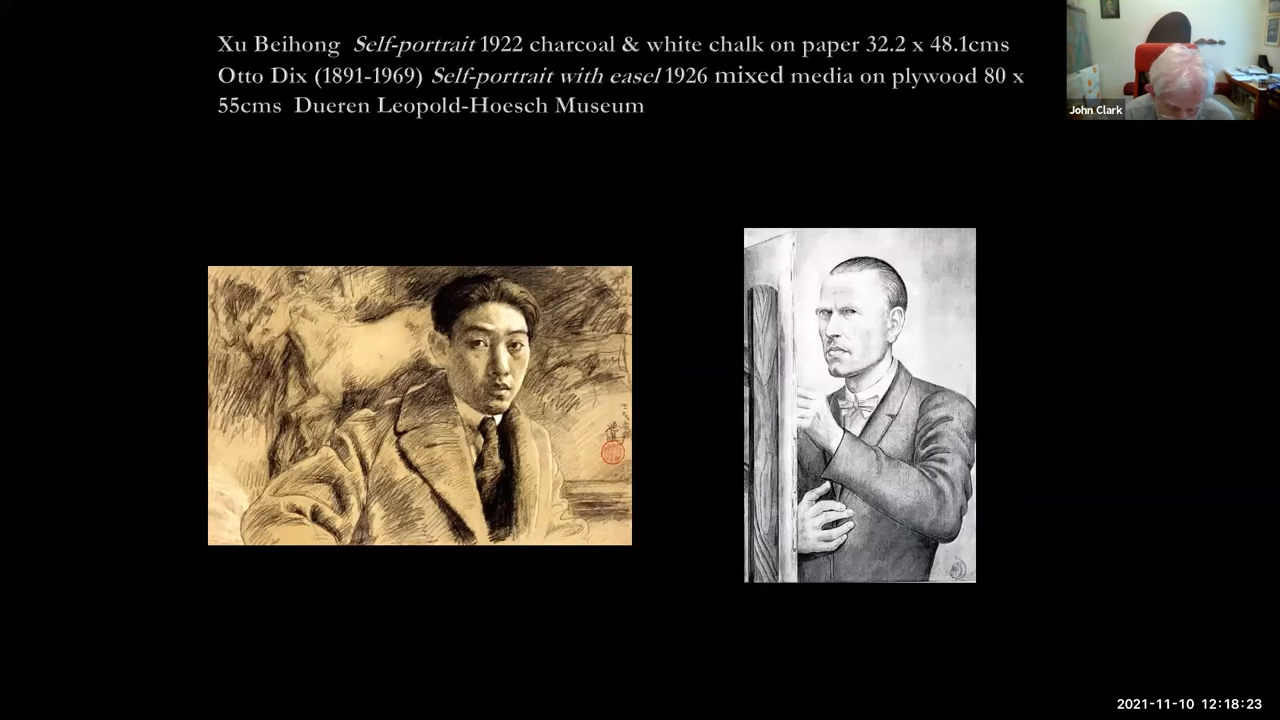 Xu Beihong Self-portrait 1922 charcoal & white chalk on paper 32.2 x 48.1cms
Otto Dix (1891-1969) Self-portrait with easel 1926 mixed media on plywood 80 x
55cms Dueren Leopold-Hoesch Museum
John Clark
2021-11-10 12:18:23